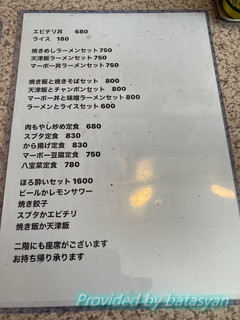 エビチリ丼 680
ライス 180
焼きめしラーメンセット750
天津飯ラーメンセット 750
マーボー丼ラーメンセット750
焼き飯と焼きそばセット 800
天津飯とチャンポンセット 800
マーボー丼と味噌ラーメンセット 800
ラーメンとライスセット 600
肉もやし炒め定食 680
スブタ定食 830
から揚げ定食 830
マーボー豆腐定食 750
八宝菜定食 780
ほろ酔いセット1600
ビールかレモンサワー
焼き餃子
スブタかエビチリ
焼き飯か天津飯
二階にも座席がございます
お持ち帰り承ります
Provided by batasyan